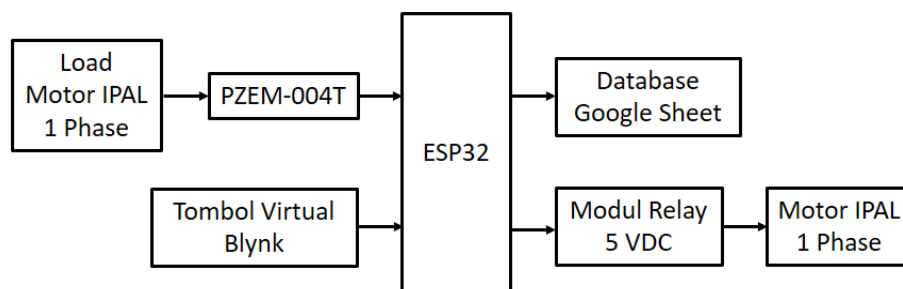 Load
Motor IPAL
1 Phase
PZEM-004T
Tombol Virtual
Blynk
ESP32
Database
Google Sheet
Modul Relay
5 VDC
Motor IPAL
1 Phase